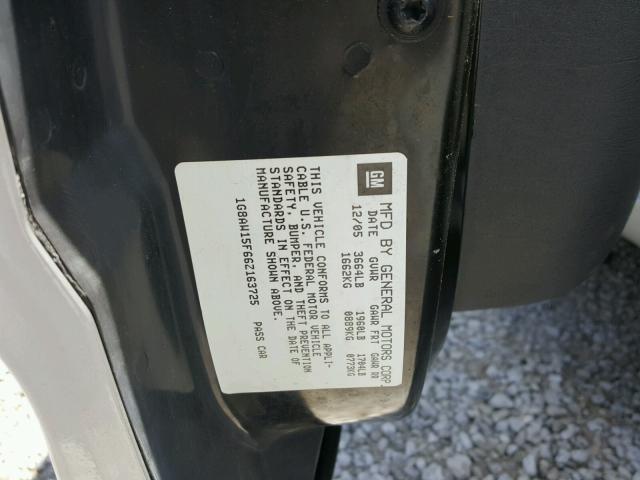 GM MFD BY GENERAL MOTORS CORP.
DATE GVWR GAWR FRT GAWR RR
12/05 3664LB 1960LB 1704LB
1662KG 0889KG 0773KG
THIS VEHICLE CONFORMS TO ALL APPLI-
CABLE U.S. FEDERAL MOTOR VEHICLE
SAFETY, BUMPER, AND THEFT PREVENTION
STANDARDS IN EFFECT ON THE DATE OF
MANUFACTURE SHOWN ABOVE.
1G8AW15F66Z163725 PASS CAR